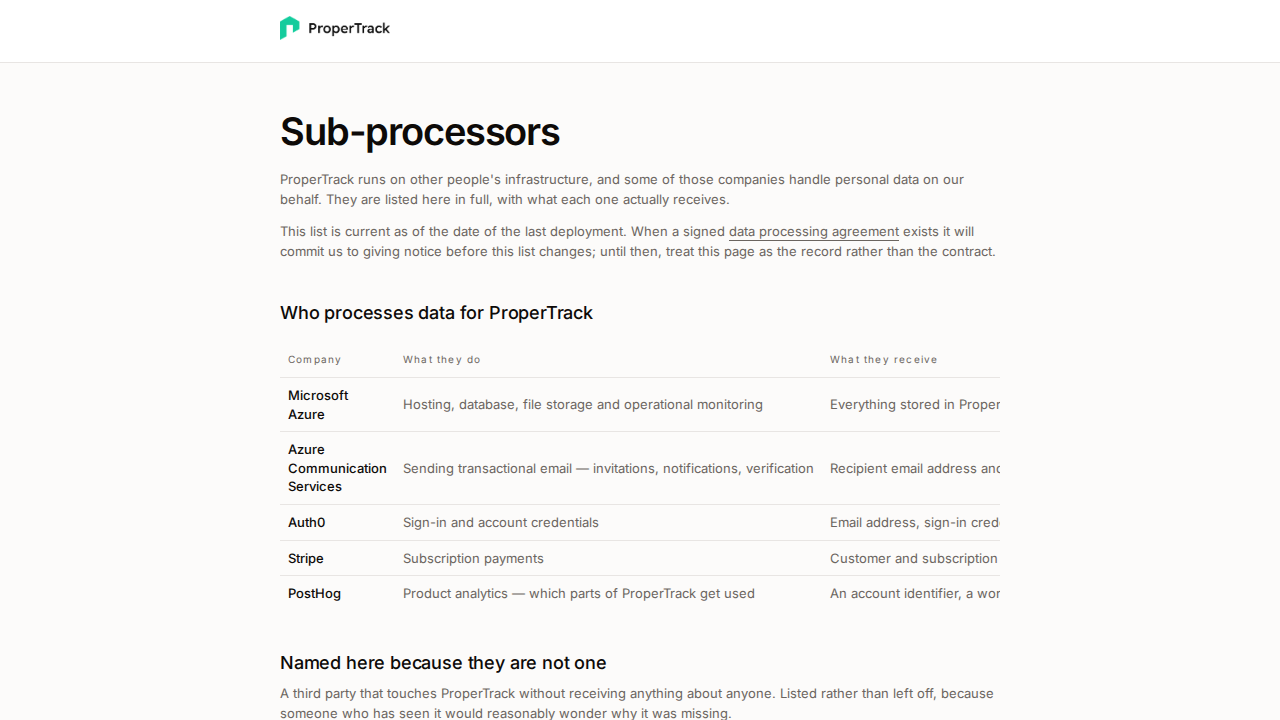 ProperTrack
Sub-processors
ProperTrack runs on other people's infrastructure, and some of those companies handle personal data on our
behalf. They are listed here in full, with what each one actually receives.
This list is current as of the date of the last deployment. When a signed data processing agreement exists it will
commit us to giving notice before this list changes; until then, treat this page as the record rather than the contract.
Who processes data for ProperTrack
Company What they do What they receive
Microsoft
Azure
Hosting, database, file storage and operational monitoring
Everything stored in Proper
Azure
Communication
Services
Sending transactional email — invitations, notifications, verification
Recipient email address and
Auth0 Sign-in and account credentials Email address, sign-in cred
Stripe Subscription payments Customer and subscription
PostHog Product analytics — which parts of ProperTrack get used An account identifier, a wor
Named here because they are not one
A third party that touches ProperTrack without receiving anything about anyone. Listed rather than left off, because
someone who has seen it would reasonably wonder why it was missing.